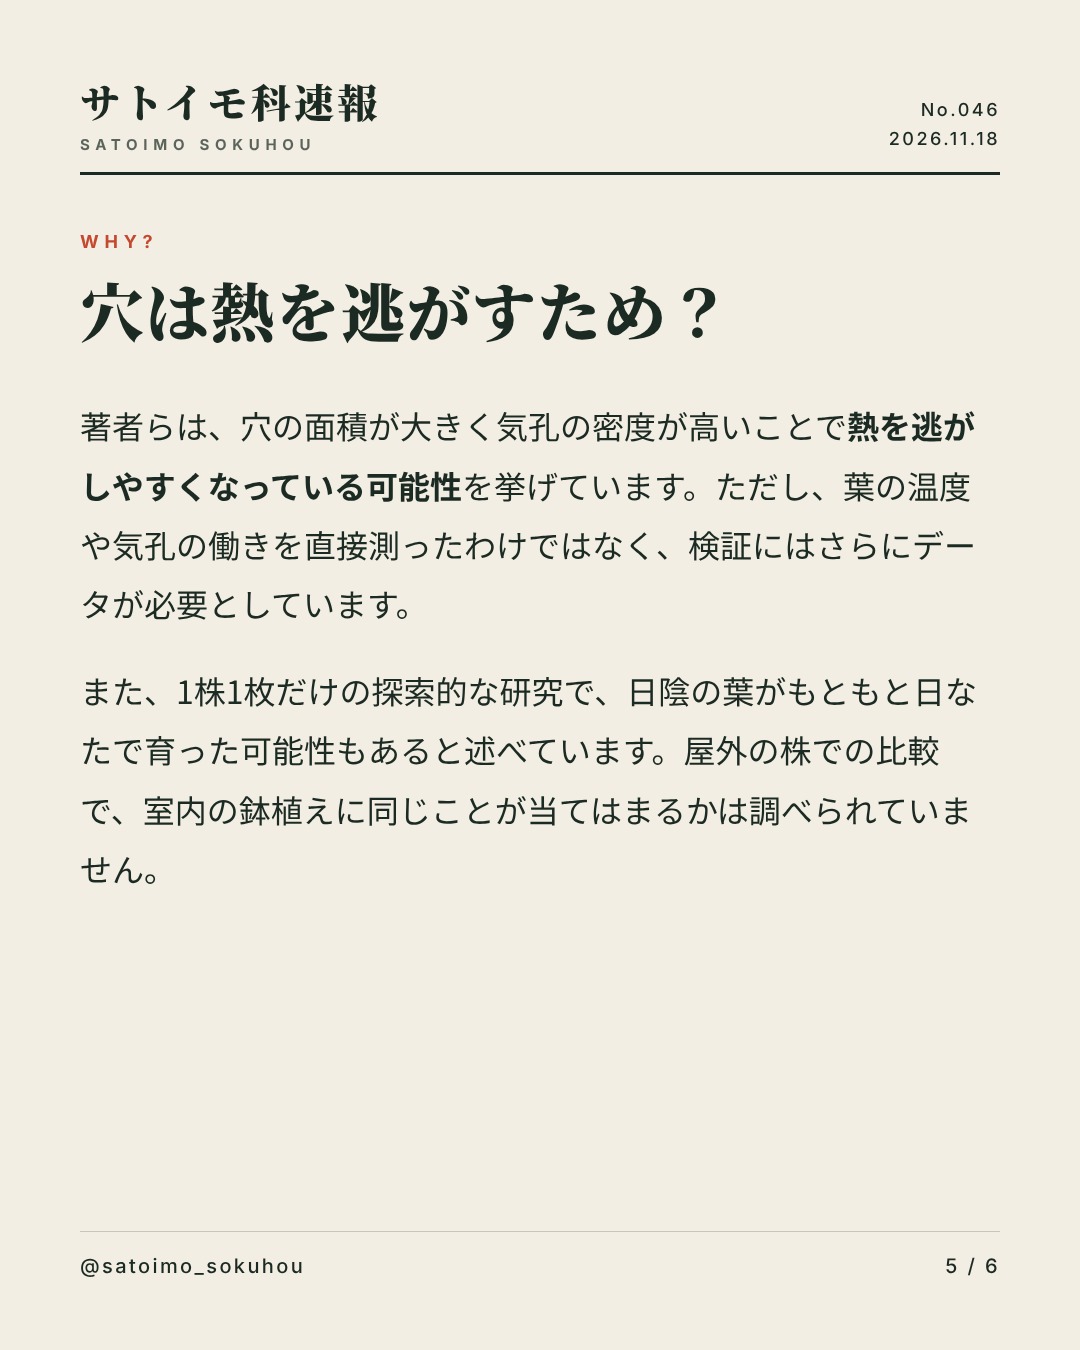 サトイモ科速報
SATOIMO SOKUHOU
No.046
2026.11.18
WHY?
穴は熱を逃がすため？
著者らは、穴の面積が大きく気孔の密度が高いことで熱を逃が
しやすくなっている可能性を挙げています。ただし、葉の温度
や気孔の働きを直接測ったわけではなく、検証にはさらにデー
タが必要としています。
また、1株1枚だけの探索的な研究で、日陰の葉がもともと日な
たで育った可能性もあると述べています。屋外の株での比較
で、室内の鉢植えに同じことが当てはまるかは調べられていま
せん。
@satoimo_sokuhou
5 / 6